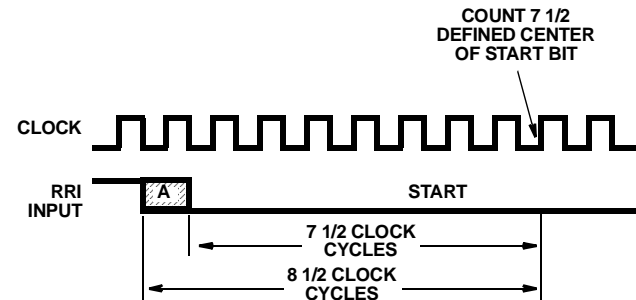 COUNT 7 1/2
DEFINED CENTER
OF START BIT
CLOCK
RRI
INPUT
A
START
7 1/2 CLOCK
CYCLES
8 1/2 CLOCK
CYCLES